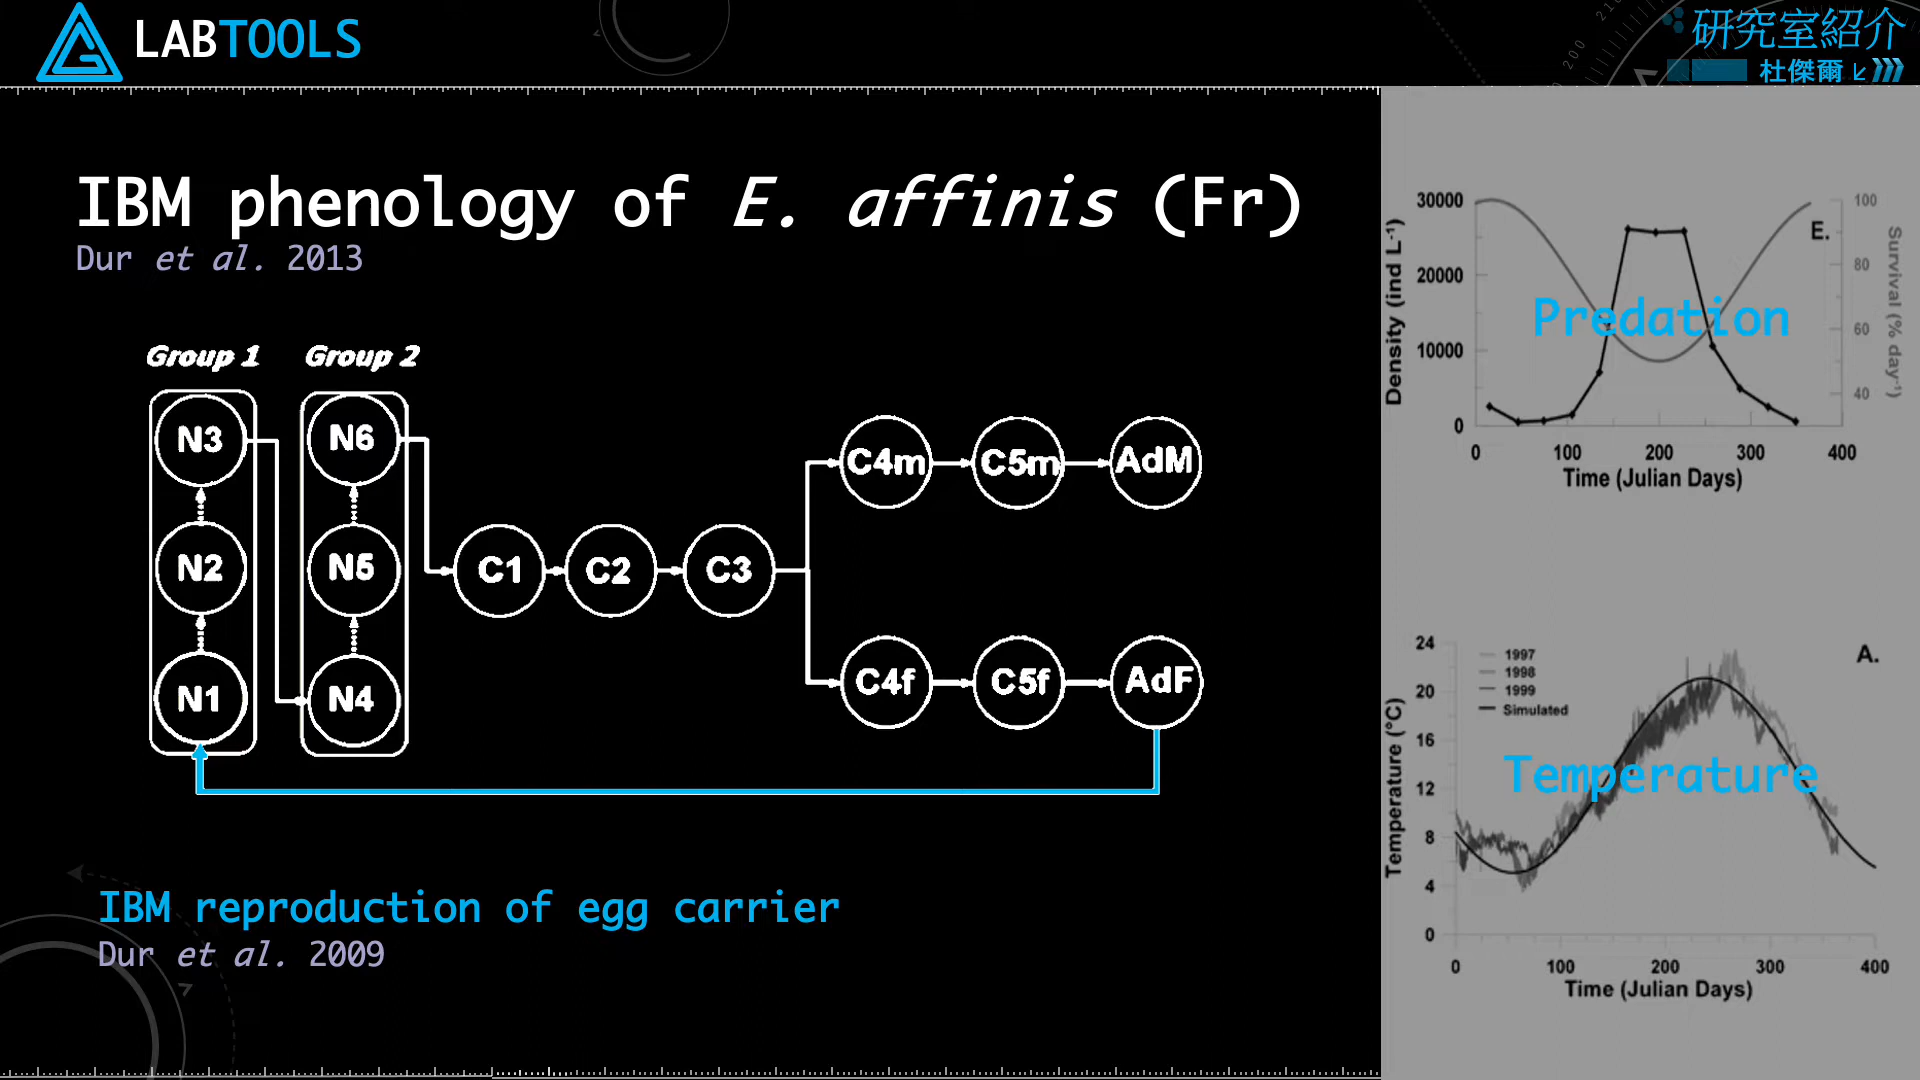 LABTOOLS
研究室紹介
杜傑爾
IBM phenology of E. affinis (Fr)
Dur et al. 2013
Group 1
Group 2
N3
N2
N1
N6
N5
N4
C1
C2
C3
C4m
C5m
AdM
C4f
C5f
AdF
IBM reproduction of egg carrier
Dur et al. 2009
Predation
E.
Density (ind L-1)
30000
20000
10000
0
Survival (% day-1)
100
80
60
40
0 100 200 300 400
Time (Julian Days)
Temperature
A.
1997
1998
1999
Simulated
Temperature (°C)
24
20
16
12
8
4
0
0 100 200 300 400
Time (Julian Days)